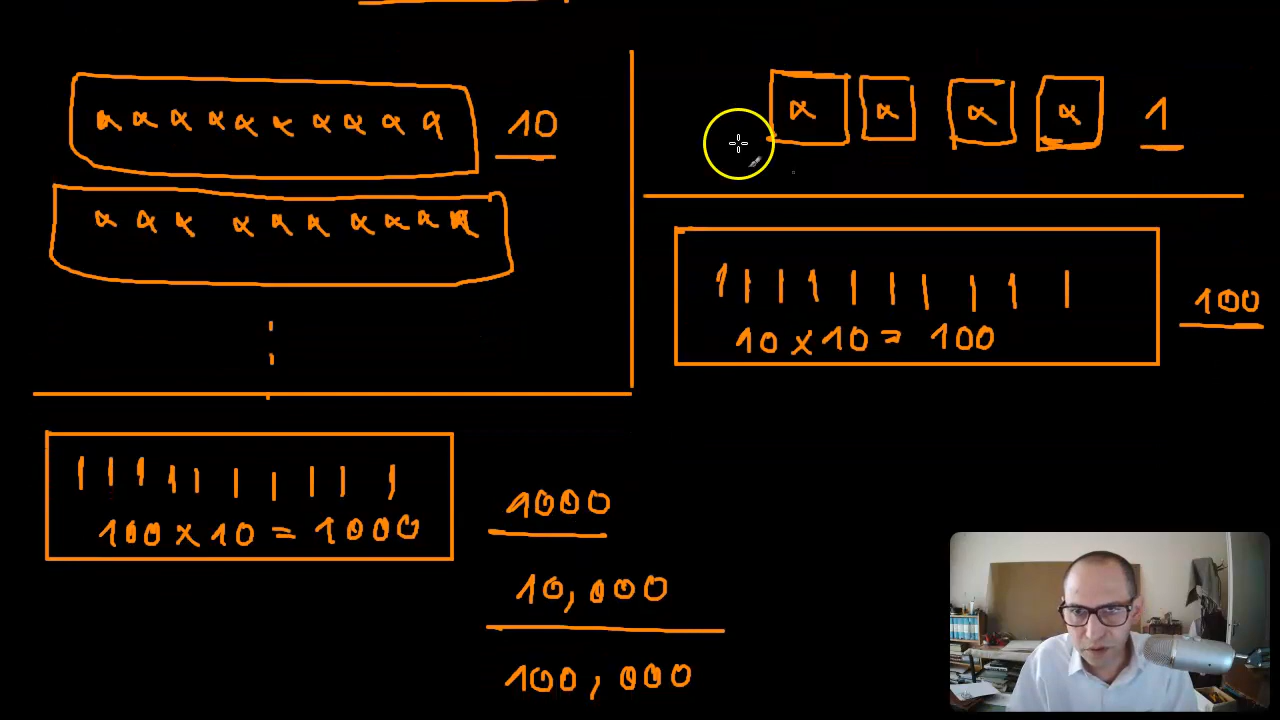 α α α α α α α α α α 10
α α α α α α α α α α α
α α α α 1
| | | | | | | | | |
10 x 10 = 100
100
| | | | | | | | | |
100 x 10 = 1000
1000
10,000
100,000